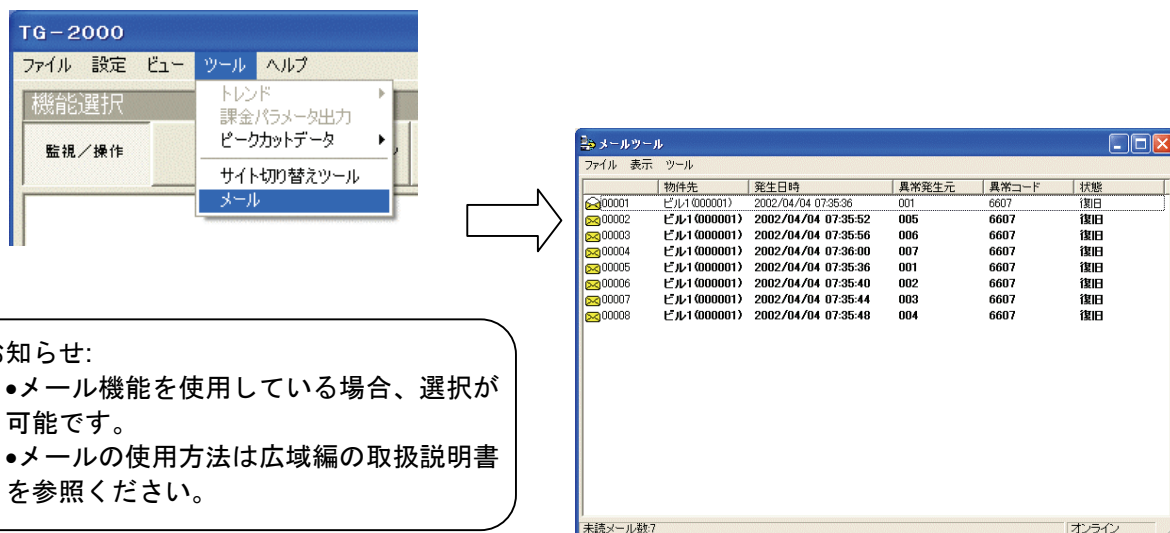 TG-2000
ファイル 設定 ビュー ツール ヘルプ
機能選択
監視/操作
トレンド
課金パラメータ出力
ピークカットデータ
サイト切り替えツール
メール
お知らせ:
•メール機能を使用している場合、選択が
可能です。
•メールの使用方法は広域編の取扱説明書
を参照ください。
メールツール
ファイル 表示 ツール
物件先 発生日時 異常発生元 異常コード 状態
00001 ビル1(000001) 2002/04/04 07:35:36 001 6607 復旧
00002 ビル1(000001) 2002/04/04 07:35:52 005 6607 復旧
00003 ビル1(000001) 2002/04/04 07:35:56 006 6607 復旧
00004 ビル1(000001) 2002/04/04 07:36:00 007 6607 復旧
00005 ビル1(000001) 2002/04/04 07:35:36 001 6607 復旧
00006 ビル1(000001) 2002/04/04 07:35:40 002 6607 復旧
00007 ビル1(000001) 2002/04/04 07:35:44 003 6607 復旧
00008 ビル1(000001) 2002/04/04 07:35:48 004 6607 復旧
未読メール数:7 オンライン